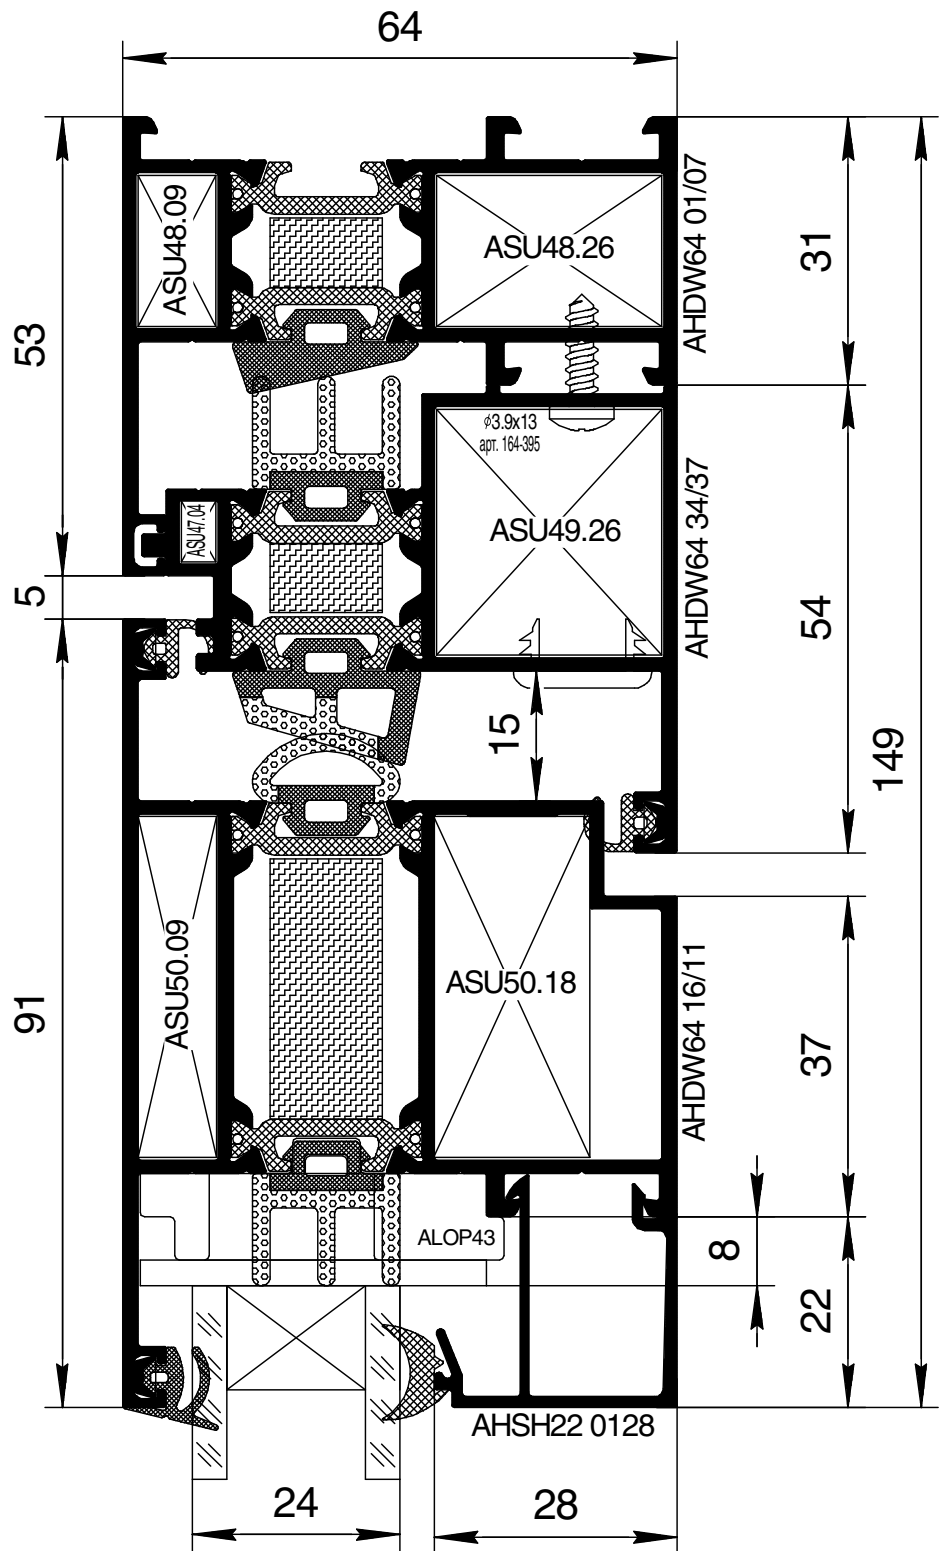 64
ASU48.09
ASU48.26
AHDW64 01/07
31
53
ø3.9x13
арт. 164-395
ASU47.04
ASU49.26
AHDW64 34/37
54
5
15
149
ASU50.09
ASU50.18
AHDW64 16/11
91
37
ALOP43
8
22
AHSH22 0128
24
28